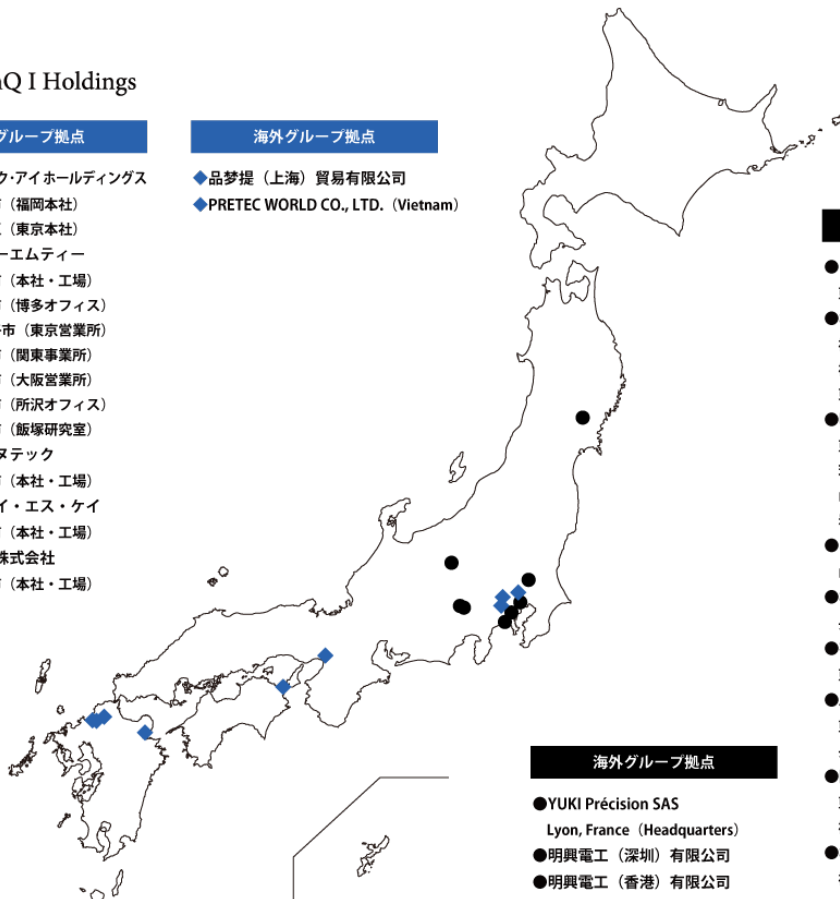 Q I Holdings
グループ拠点
ク・アイホールディングス
（福岡本社）
（東京本社）
ーエムティー
（本社・工場）
（博多オフィス）
市（東京営業所）
（関東事業所）
（大阪営業所）
（所沢オフィス）
（飯塚研究室）
ヌテック
（本社・工場）
イ・エス・ケイ
（本社・工場）
株式会社
（本社・工場）
海外グループ拠点
◆品梦提（上海）貿易有限公司
◆PRETEC WORLD CO., LTD.（Vietnam）
海外グループ拠点
●YUKI Précision SAS
Lyon, France（Headquarters）
●明興電工（深圳）有限公司
●明興電工（香港）有限公司